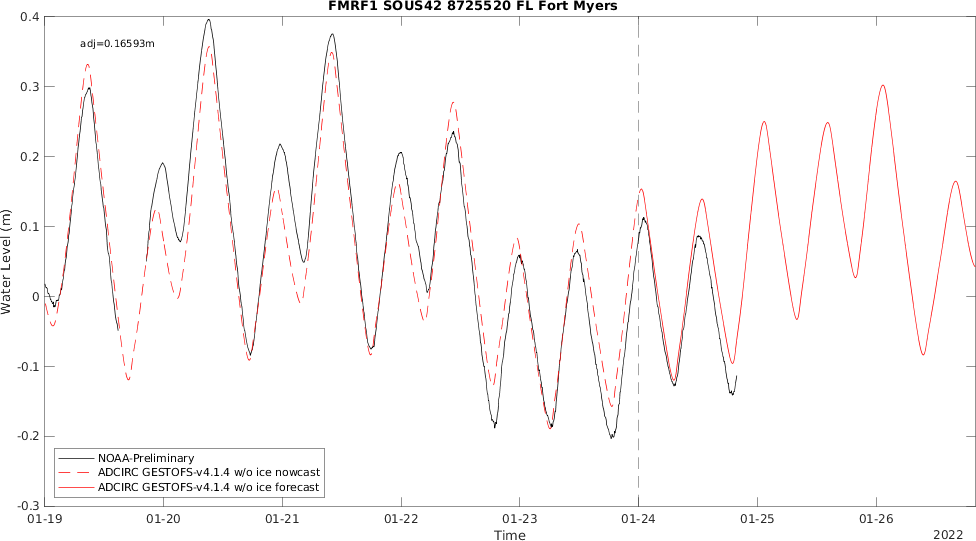 FMRF1 SOUS42 8725520 FL Fort Myers
0.4
adj=0.16593m
0.3
0.2
0.1
0
-0.1
-0.2
-0.3
Water Level (m)
NOAA-Preliminary
ADCIRC GESTOFS-v4.1.4 w/o ice nowcast
ADCIRC GESTOFS-v4.1.4 w/o ice forecast
01-19 01-20 01-21 01-22 01-23 01-24 01-25 01-26
Time
2022